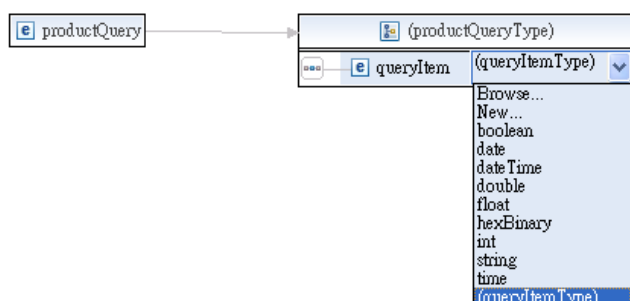 e productQuery
(productQueryType)
e queryItem (queryItemType)
Browse...
New...
boolean
date
dateTime
double
float
hexBinary
int
string
time
(queryItemType)